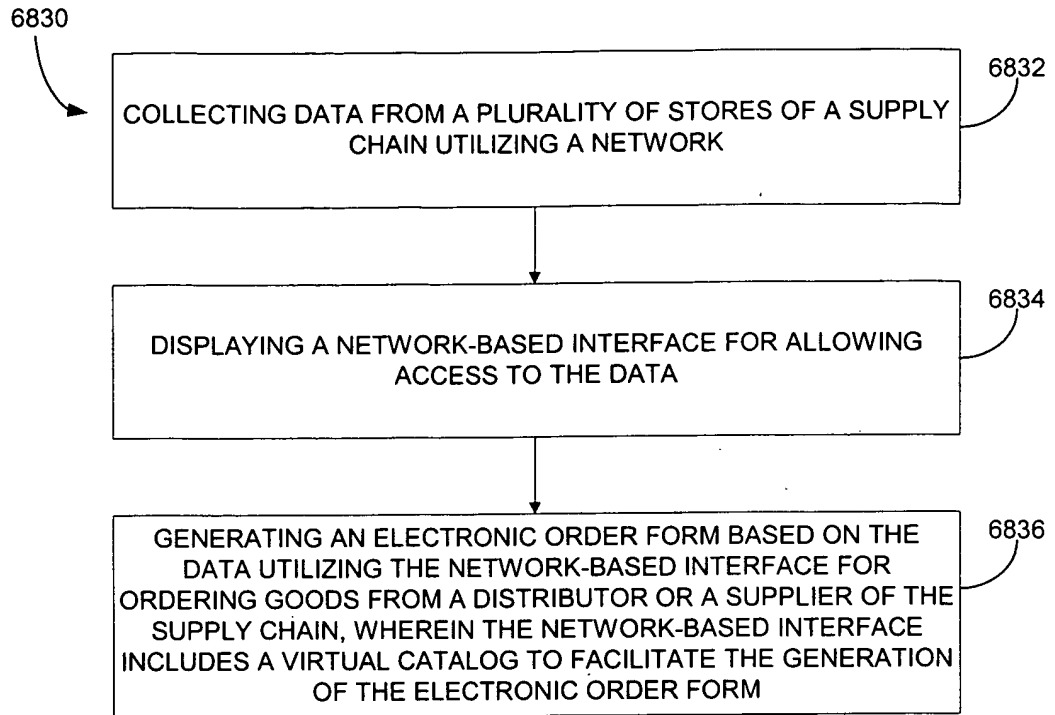 6830
6832
COLLECTING DATA FROM A PLURALITY OF STORES OF A SUPPLY
CHAIN UTILIZING A NETWORK
6834
DISPLAYING A NETWORK-BASED INTERFACE FOR ALLOWING
ACCESS TO THE DATA
6836
GENERATING AN ELECTRONIC ORDER FORM BASED ON THE
DATA UTILIZING THE NETWORK-BASED INTERFACE FOR
ORDERING GOODS FROM A DISTRIBUTOR OR A SUPPLIER OF THE
SUPPLY CHAIN, WHEREIN THE NETWORK-BASED INTERFACE
INCLUDES A VIRTUAL CATALOG TO FACILITATE THE GENERATION
OF THE ELECTRONIC ORDER FORM